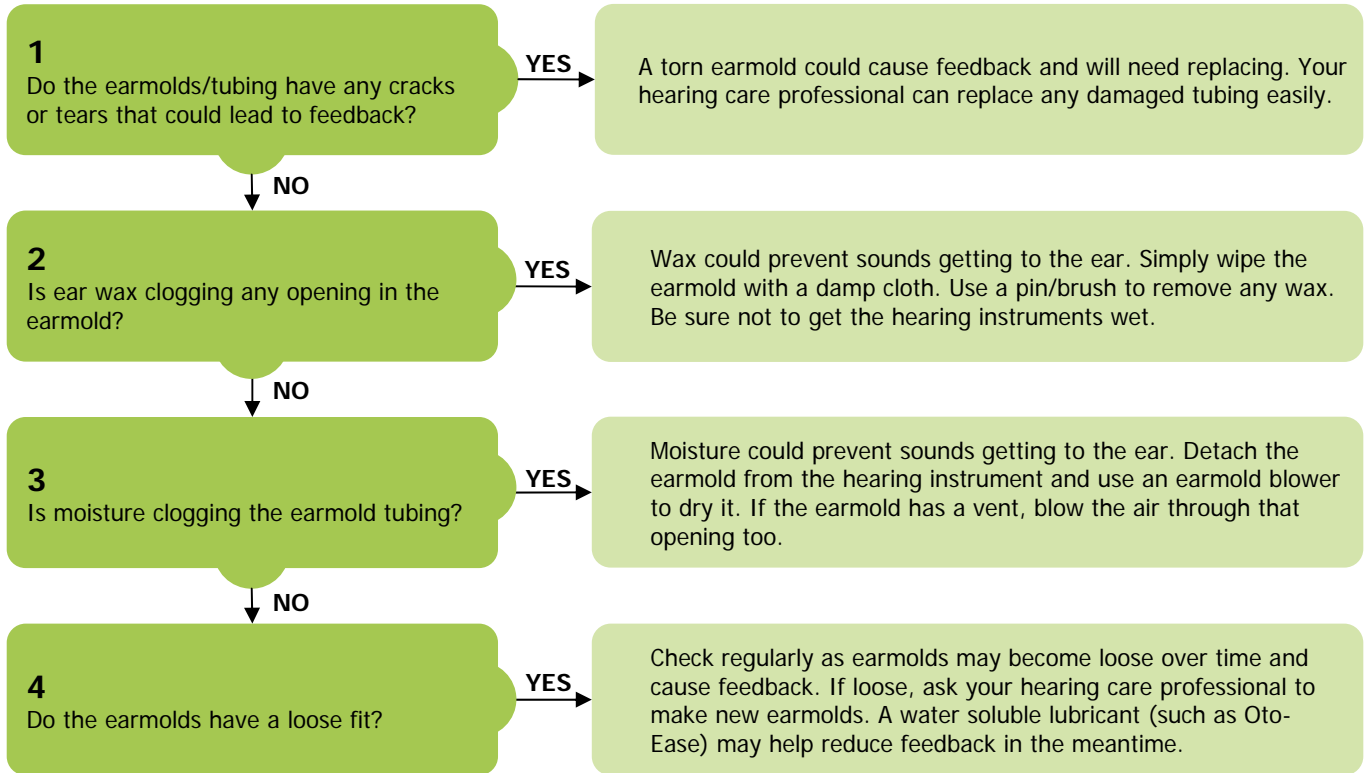 1
Do the earmolds/tubing have any cracks
or tears that could lead to feedback?
YES
A torn earmold could cause feedback and will need replacing. Your
hearing care professional can replace any damaged tubing easily.
NO
2
Is ear wax clogging any opening in the
earmold?
YES
Wax could prevent sounds getting to the ear. Simply wipe the
earmold with a damp cloth. Use a pin/brush to remove any wax.
Be sure not to get the hearing instruments wet.
NO
3
Is moisture clogging the earmold tubing?
YES
Moisture could prevent sounds getting to the ear. Detach the
earmold from the hearing instrument and use an earmold blower
to dry it. If the earmold has a vent, blow the air through that
opening too.
NO
4
Do the earmolds have a loose fit?
YES
Check regularly as earmolds may become loose over time and
cause feedback. If loose, ask your hearing care professional to
make new earmolds. A water soluble lubricant (such as Oto-
Ease) may help reduce feedback in the meantime.